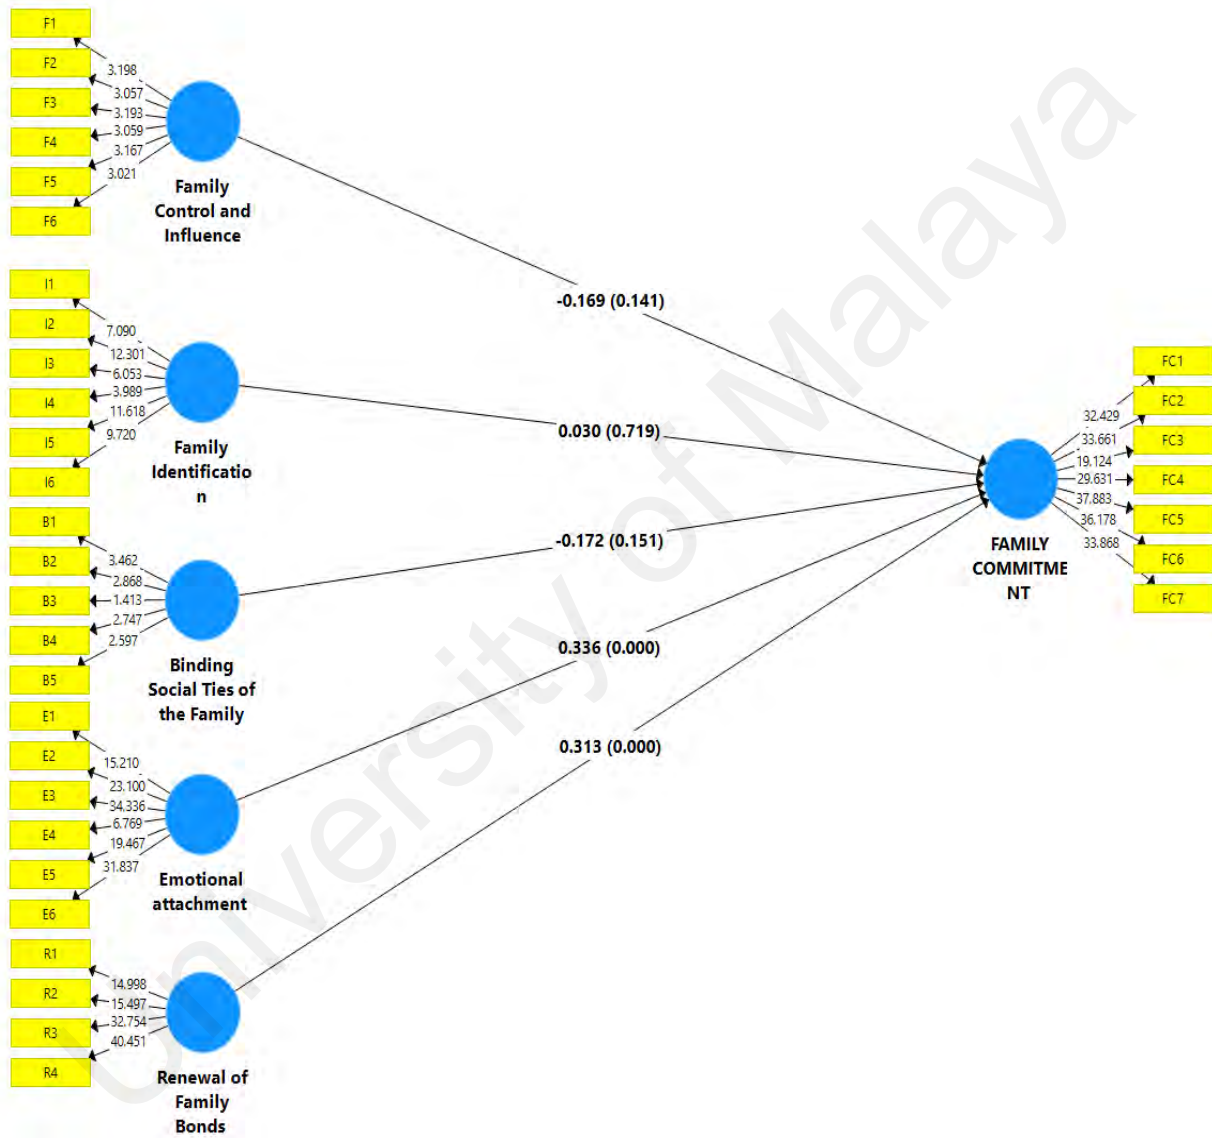 F1
F2
F3
F4
F5
F6
3.198
3.057
3.193
3.059
3.167
3.021
Family
Control and
Influence
I1
I2
I3
I4
I5
I6
7.090
12.301
6.053
3.989
11.618
9.720
Family
Identificatio
n
B1
B2
B3
B4
B5
3.462
2.868
1.413
2.747
2.597
Binding
Social Ties of
the Family
E1
E2
E3
E4
E5
E6
15.210
23.100
34.336
6.769
19.467
31.837
Emotional
attachment
R1
R2
R3
R4
14.998
15.497
32.754
40.451
Renewal of
Family
Bonds
-0.169 (0.141)
0.030 (0.719)
-0.172 (0.151)
0.336 (0.000)
0.313 (0.000)
FAMILY
COMMITME
NT
32.429
33.661
19.124
29.631
37.883
36.178
33.868
FC1
FC2
FC3
FC4
FC5
FC6
FC7
University of Malaya